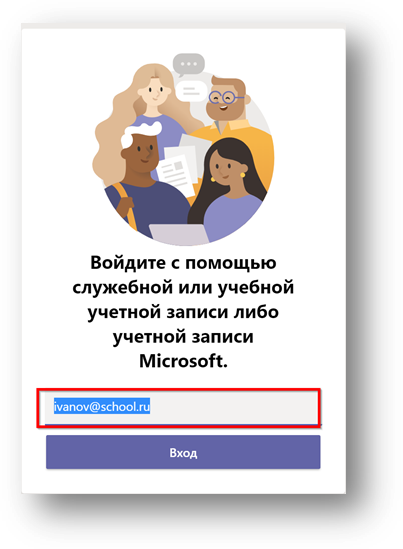 Войдите с помощью
служебной или учебной
учетной записи либо
учетной записи
Microsoft.
ivanov@school.ru
Вход